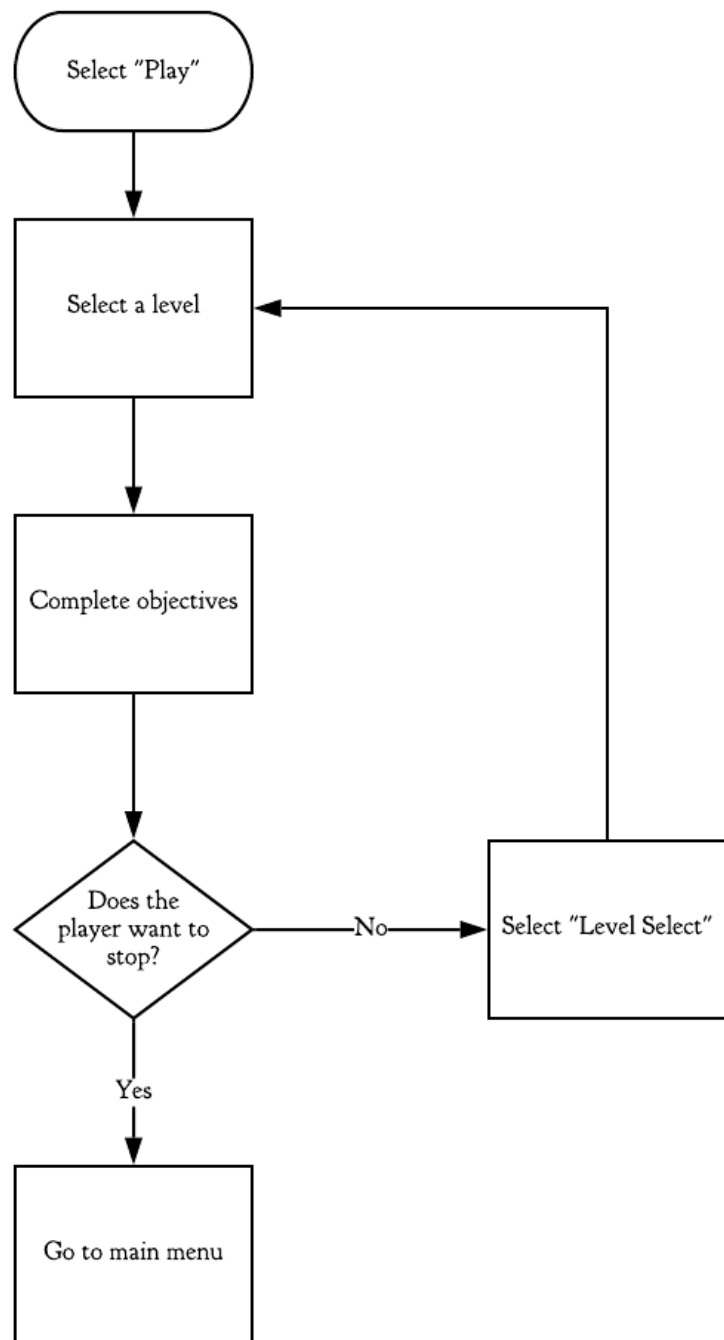 Select "Play"
Select a level
Complete objectives
Does the
player want to
stop?
No
Select "Level Select"
Yes
Go to main menu